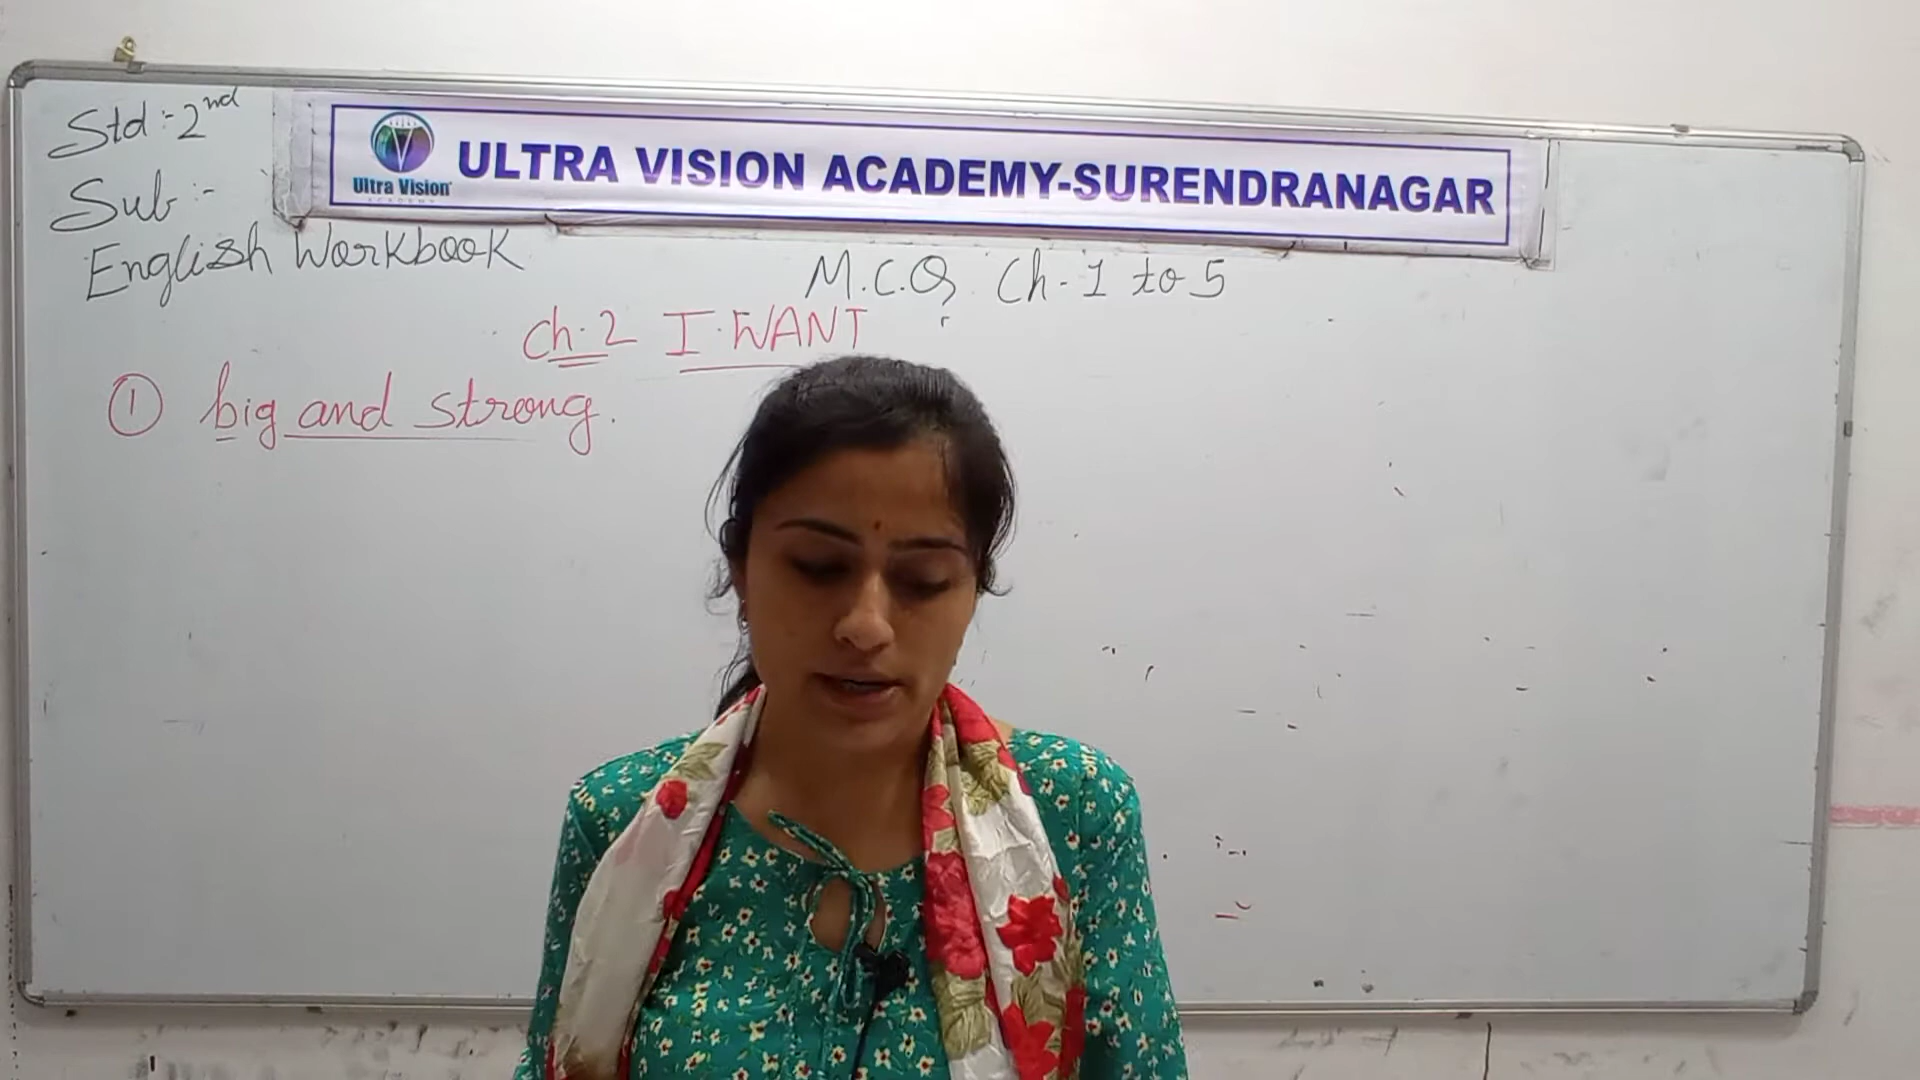 Std :- 2nd
Sub :-
English Workbook
Ultra Vision
ACADEMY
ULTRA VISION ACADEMY-SURENDRANAGAR
M.C.Q. Ch-1 to 5
Ch.2 I WANT
① big and strong.